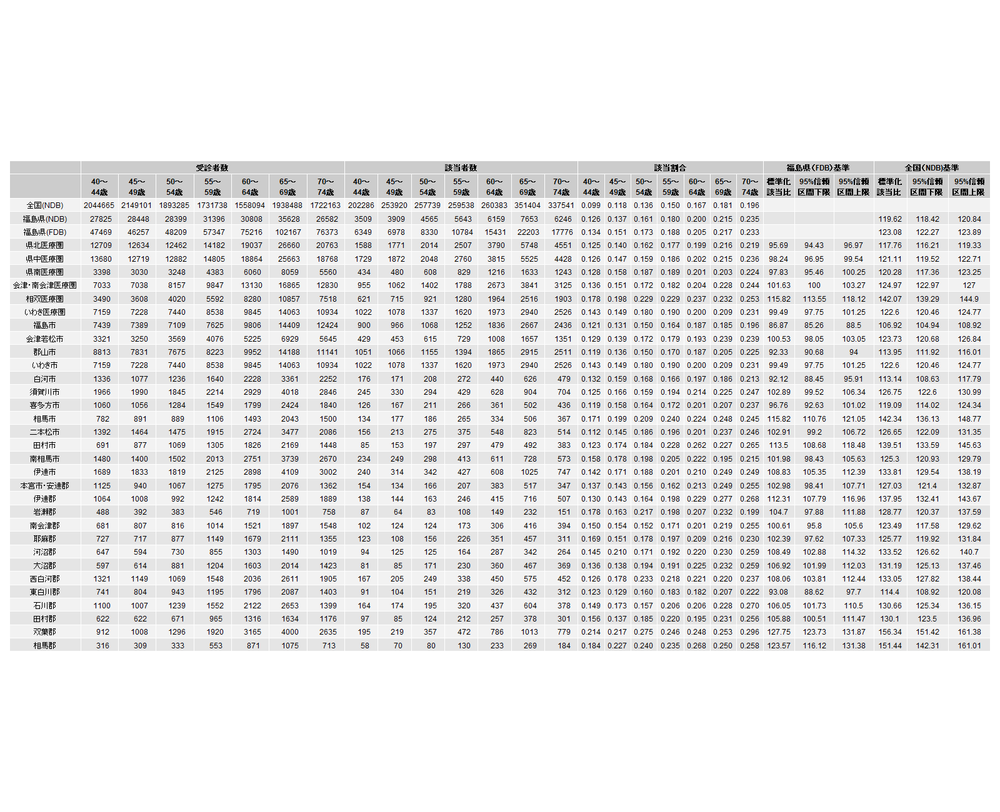 受診者数 該当者数 該当割合 福島県（FDB）基準 全国（NDB)基準
40～44歳 45～49歳 50～54歳 55～59歳 60～64歳 65～69歳 70～74歳 40～44歳 45～49歳 50～54歳 55～59歳 60～64歳 65～69歳 70～74歳 40～44歳 45～49歳 50～54歳 55～59歳 60～64歳 65～69歳 70～74歳 標準化該当比 95%信頼区間下限 95%信頼区間上限 標準化該当比 95%信頼区間下限 95%信頼区間上限
全国(NDB) 2044665 2149101 1893285 1731738 1558094 1938488 1722163 202286 253920 257739 259538 260383 351404 337541 0.099 0.118 0.136 0.150 0.167 0.181 0.196
福島県(NDB) 27825 28448 28399 31396 30808 35628 26582 3509 3909 4565 5643 6159 7653 6246 0.126 0.137 0.161 0.180 0.200 0.215 0.235 119.62 118.42 120.84
福島県(FDB) 47469 46257 48209 57347 75216 102167 76373 6349 6978 8330 10784 15431 22203 17776 0.134 0.151 0.173 0.188 0.205 0.217 0.233 123.08 122.27 123.89
県北医療圏 12709 12634 12462 14182 19037 26660 20763 1588 1771 2014 2507 3790 5748 4551 0.125 0.140 0.162 0.177 0.199 0.216 0.219 95.69 94.43 96.97 117.76 116.21 119.33
県中医療圏 13680 12719 12882 14805 18864 25663 18768 1729 1872 2048 2760 3815 5525 4428 0.126 0.147 0.159 0.186 0.202 0.215 0.236 98.24 96.95 99.54 121.11 119.52 122.71
県南医療圏 3398 3030 3248 4383 6060 8059 5560 434 480 608 829 1216 1633 1243 0.128 0.158 0.187 0.189 0.201 0.203 0.224 97.83 95.46 100.25 120.28 117.36 123.25
会津・南会津医療圏 7033 7038 8157 9847 13130 16865 12830 955 1062 1402 1788 2673 3841 3125 0.136 0.151 0.172 0.182 0.204 0.228 0.244 101.63 100 103.27 124.97 122.97 127
相双医療圏 3490 3608 4020 5592 8280 10857 7518 621 715 921 1280 1964 2516 1903 0.178 0.198 0.229 0.229 0.237 0.232 0.253 115.82 113.55 118.12 142.07 139.29 144.9
いわき医療圏 7159 7228 7440 8538 9845 14063 10934 1022 1078 1337 1620 1973 2940 2526 0.143 0.149 0.180 0.190 0.200 0.209 0.231 99.49 97.75 101.25 122.6 120.46 124.77
福島市 7439 7389 7109 7625 9806 14409 12424 900 966 1068 1252 1836 2667 2436 0.121 0.131 0.150 0.164 0.187 0.185 0.196 86.87 85.26 88.5 106.92 104.94 108.92
会津若松市 3321 3250 3569 4076 5225 6929 5645 429 453 615 729 1008 1657 1351 0.129 0.139 0.172 0.179 0.193 0.239 0.239 100.53 98.05 103.05 123.73 120.68 126.84
郡山市 8813 7831 7675 8223 9952 14188 11141 1051 1066 1155 1394 1865 2915 2511 0.119 0.136 0.150 0.170 0.187 0.205 0.225 92.33 90.68 94 113.95 111.92 116.01
いわき市 7159 7228 7440 8538 9845 14063 10934 1022 1078 1337 1620 1973 2940 2526 0.143 0.149 0.180 0.190 0.200 0.209 0.231 99.49 97.75 101.25 122.6 120.46 124.77
白河市 1336 1077 1236 1640 2228 3361 2252 176 171 208 272 440 626 479 0.132 0.159 0.168 0.166 0.197 0.186 0.213 92.12 88.45 95.91 113.14 108.63 117.79
須賀川市 1966 1990 1845 2214 2929 4018 2846 245 330 294 429 628 904 704 0.125 0.166 0.159 0.194 0.214 0.225 0.247 102.89 99.52 106.34 126.75 122.6 130.99
喜多方市 1060 1056 1284 1549 1799 2424 1840 126 167 211 266 361 502 436 0.119 0.158 0.164 0.172 0.201 0.207 0.237 96.76 92.63 101.02 119.09 114.02 124.34
相馬市 782 891 889 1106 1493 2043 1500 134 177 186 265 334 506 367 0.171 0.199 0.209 0.240 0.224 0.248 0.245 115.82 110.76 121.05 142.34 136.13 148.77
二本松市 1392 1464 1475 1915 2724 3477 2086 156 213 275 375 548 823 514 0.112 0.145 0.186 0.196 0.201 0.237 0.246 102.91 99.2 106.72 126.65 122.09 131.35
田村市 691 877 1069 1305 1826 2169 1448 85 153 197 297 479 492 383 0.123 0.174 0.184 0.228 0.262 0.227 0.265 113.5 108.68 118.48 139.51 133.59 145.63
南相馬市 1480 1400 1502 2013 2751 3739 2670 234 249 298 413 611 728 573 0.158 0.178 0.198 0.205 0.222 0.195 0.215 101.98 98.43 105.63 125.3 120.93 129.79
伊達市 1689 1833 1819 2125 2898 4109 3002 240 314 342 427 608 1025 747 0.142 0.171 0.188 0.201 0.210 0.249 0.249 108.83 105.35 112.39 133.81 129.54 138.19
本宮市・安達郡 1125 940 1067 1275 1795 2076 1362 154 134 166 207 383 517 347 0.137 0.143 0.156 0.162 0.213 0.249 0.255 102.98 98.41 107.71 127.03 121.4 132.87
伊達郡 1064 1008 992 1242 1814 2589 1889 138 144 163 246 415 716 507 0.130 0.143 0.164 0.198 0.229 0.277 0.268 112.31 107.79 116.96 137.95 132.41 143.67
岩瀬郡 488 392 383 546 719 1001 758 87 64 83 108 149 232 151 0.178 0.163 0.217 0.198 0.207 0.232 0.199 104.7 97.88 111.88 128.77 120.37 137.59
南会津郡 681 807 816 1014 1521 1897 1548 102 124 124 173 306 416 394 0.150 0.154 0.152 0.171 0.201 0.219 0.255 100.61 95.8 105.6 123.49 117.58 129.62
耶麻郡 727 717 877 1149 1679 2111 1355 123 108 156 226 351 457 311 0.169 0.151 0.178 0.197 0.209 0.216 0.230 102.39 97.62 107.33 125.77 119.92 131.84
河沼郡 647 594 730 855 1303 1490 1019 94 125 125 164 287 342 264 0.145 0.210 0.171 0.192 0.220 0.230 0.259 108.49 102.88 114.32 133.52 126.62 140.7
大沼郡 597 614 881 1204 1603 2014 1423 81 85 171 230 360 467 369 0.136 0.138 0.194 0.191 0.225 0.232 0.259 106.92 101.99 112.03 131.19 125.13 137.46
西白河郡 1321 1149 1069 1548 2036 2611 1905 167 205 249 338 450 575 452 0.126 0.178 0.233 0.218 0.221 0.220 0.237 108.06 103.81 112.44 133.05 127.82 138.44
東白川郡 741 804 943 1195 1796 2087 1403 91 104 151 219 326 432 312 0.123 0.129 0.160 0.183 0.182 0.207 0.222 93.08 88.62 97.7 114.4 108.92 120.08
石川郡 1100 1007 1239 1552 2122 2653 1399 164 174 195 320 437 604 378 0.149 0.173 0.157 0.206 0.206 0.228 0.270 106.05 101.73 110.5 130.66 125.34 136.15
田村郡 622 622 671 965 1316 1634 1176 97 85 124 212 257 378 301 0.156 0.137 0.185 0.220 0.195 0.231 0.256 105.88 100.51 111.47 130.1 123.5 136.96
双葉郡 912 1008 1296 1920 3165 4000 2635 195 219 357 472 786 1013 779 0.214 0.217 0.275 0.246 0.248 0.253 0.296 127.75 123.73 131.87 156.34 151.42 161.38
相馬郡 316 309 333 553 871 1075 713 58 70 80 130 233 269 184 0.184 0.227 0.240 0.235 0.268 0.250 0.258 123.57 116.12 131.38 151.44 142.31 161.01